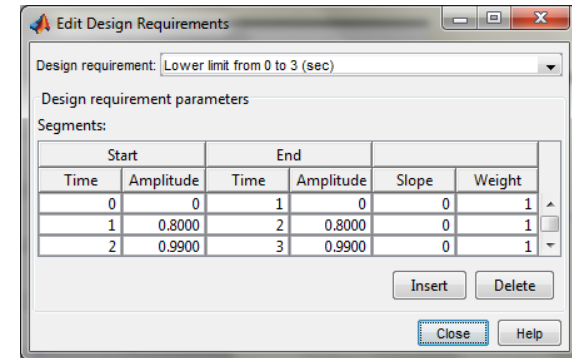 Edit Design Requirements
Design requirement: Lower limit from 0 to 3 (sec)
Design requirement parameters
Segments:
Start End
Time Amplitude Time Amplitude Slope Weight
0 0 1 0 0 1
1 0.8000 2 0.8000 0 1
2 0.9900 3 0.9900 0 1
Insert Delete
Close Help